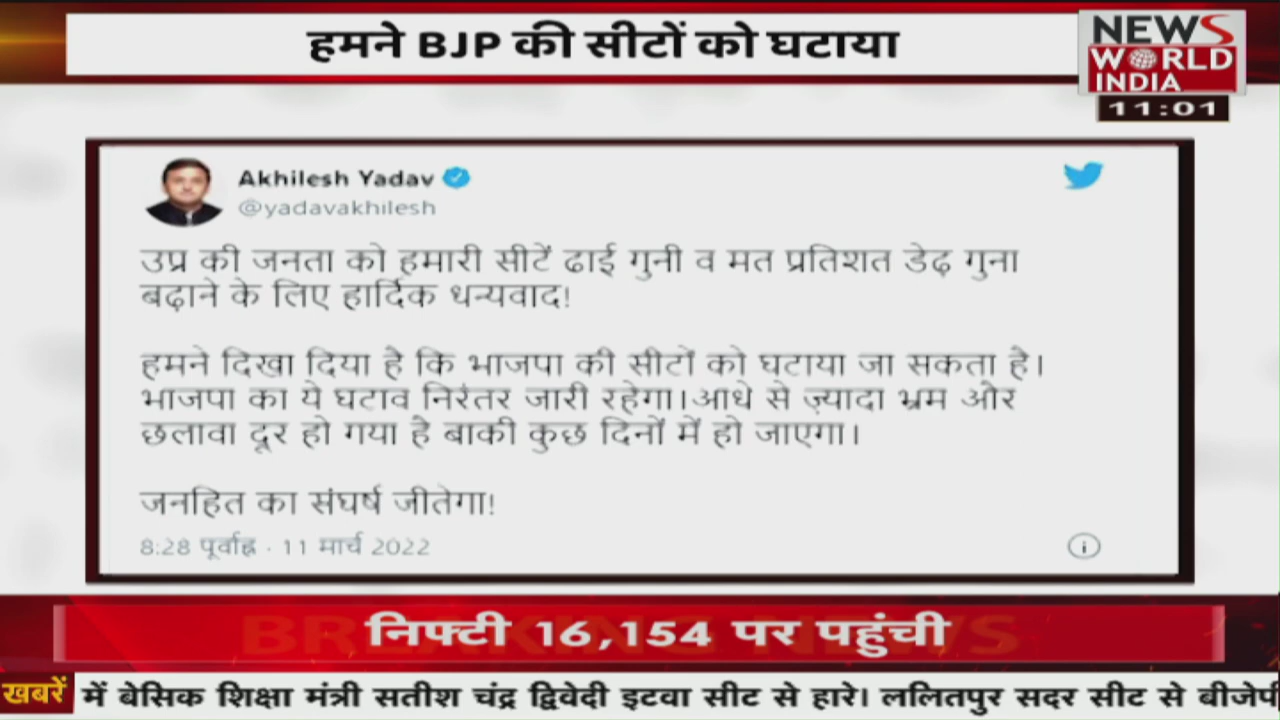 हमने BJP की सीटों को घटाया
NEWS
WORLD
INDIA
11:01
Akhilesh Yadav
@yadavakhilesh
उप्र की जनता को हमारी सीटें ढाई गुनी व मत प्रतिशत डेढ़ गुना
बढ़ाने के लिए हार्दिक धन्यवाद!
हमने दिखा दिया है कि भाजपा की सीटों को घटाया जा सकता है।
भाजपा का ये घटाव निरंतर जारी रहेगा।आधे से ज़्यादा भ्रम और
छलावा दूर हो गया है बाकी कुछ दिनों में हो जाएगा।
जनहित का संघर्ष जीतेगा!
8:28 पूर्वाह्न · 11 मार्च 2022
BREAKING NEWS
निफ्टी 16,154 पर पहुंची
खबरें में बेसिक शिक्षा मंत्री सतीश चंद्र द्विवेदी इटवा सीट से हारे। ललितपुर सदर सीट से बीजेपी